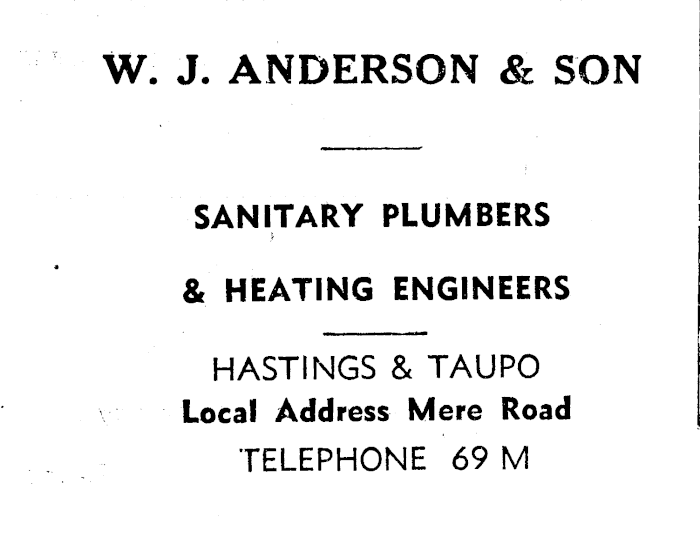 W. J. ANDERSON & SON
SANITARY PLUMBERS
& HEATING ENGINEERS
HASTINGS & TAUPO
Local Address Mere Road
TELEPHONE 69 M